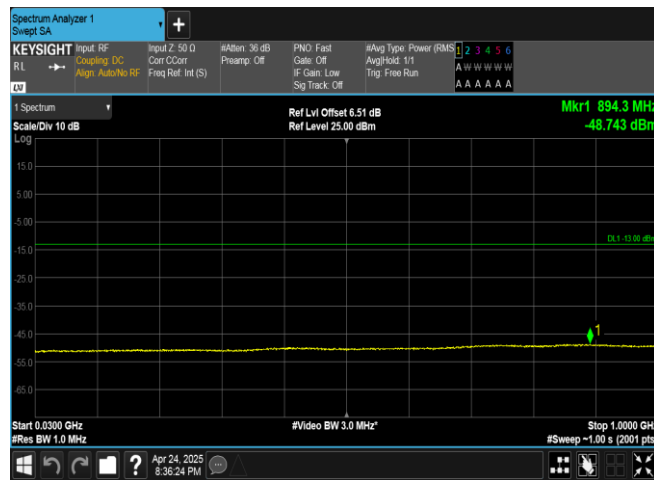 Spectrum Analyzer 1
Swept SA
+
KEYSIGHT
RL
LXI
Input: RF
Coupling: DC
Align: Auto/No RF
Input Z: 50 Ω
Corr CCorr
Freq Ref: Int (S)
#Atten: 36 dB
Preamp: Off
PNO: Fast
Gate: Off
IF Gain: Low
Sig Track: Off
#Avg Type: Power (RMS
Avg|Hold: 1/1
Trig: Free Run
1 2 3 4 5 6
A W W W W W
A A A A A A
1 Spectrum
Scale/Div 10 dB
Log
Ref Lvl Offset 6.51 dB
Ref Level 25.00 dBm
Mkr1 894.3 MHz
-48.743 dBm
15.0
5.00
-5.00
DL1 -13.00 dBm
-15.0
-25.0
-35.0
-45.0
1
-55.0
-65.0
Start 0.0300 GHz
#Res BW 1.0 MHz
#Video BW 3.0 MHz*
Stop 1.0000 GHz
#Sweep ~1.00 s (2001 pts
?
Apr 24, 2025
8:36:24 PM